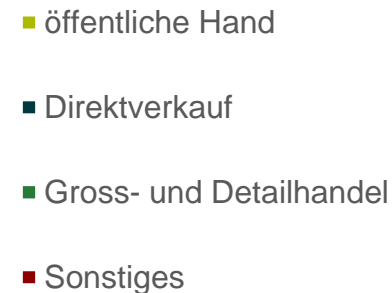 öffentliche Hand
Direktverkauf
Gross- und Detailhandel
Sonstiges